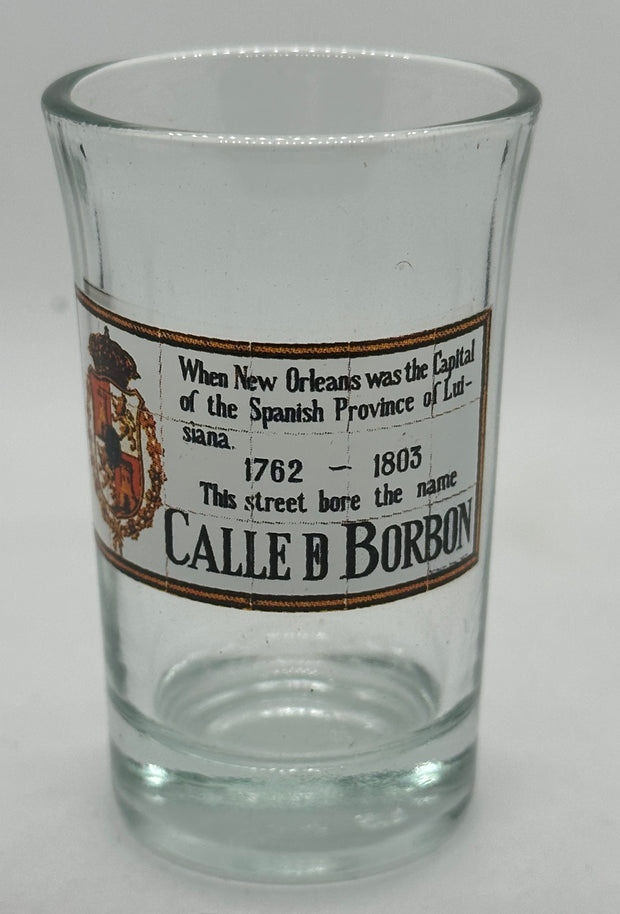 When New Orleans was the Capital
of the Spanish Province of Lui-
siana.
1762 - 1803
This street bore the name
CALLE D BORBON